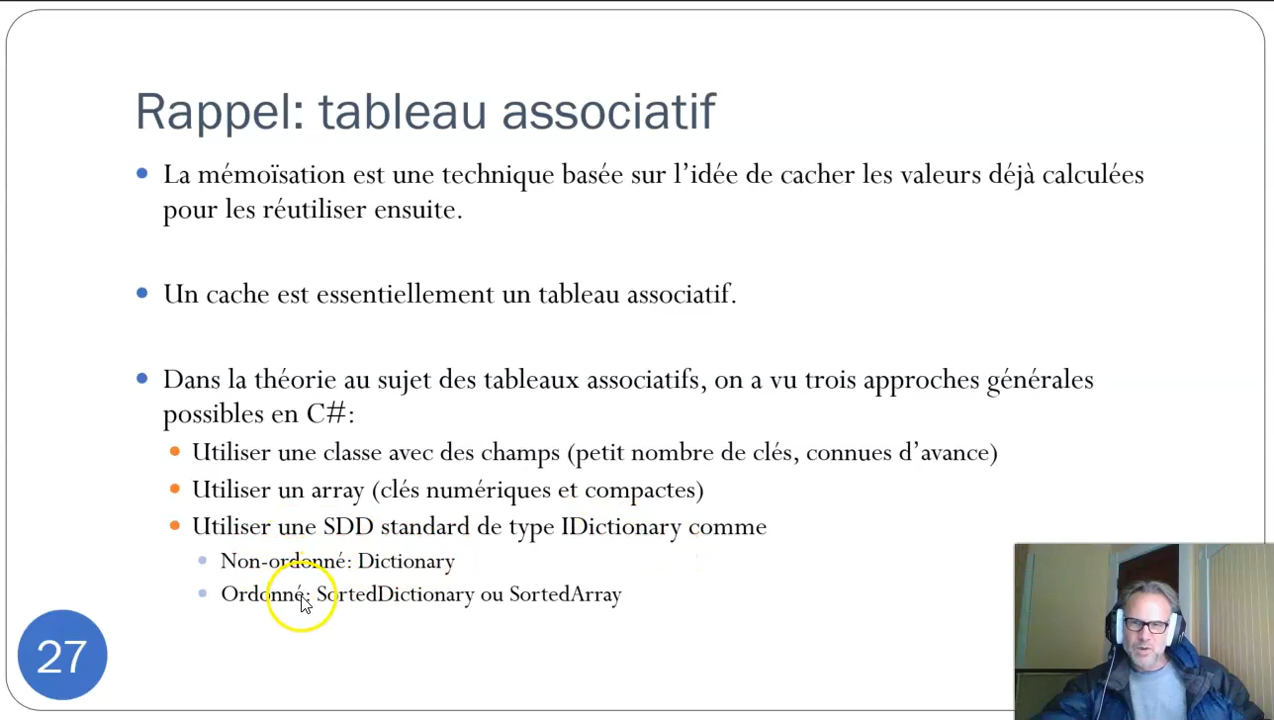 Rappel: tableau associatif
La mémoïsation est une technique basée sur l’idée de cacher les valeurs déjà calculées
pour les réutiliser ensuite.
Un cache est essentiellement un tableau associatif.
Dans la théorie au sujet des tableaux associatifs, on a vu trois approches générales
possibles en C#:
Utiliser une classe avec des champs (petit nombre de clés, connues d’avance)
Utiliser un array (clés numériques et compactes)
Utiliser une SDD standard de type IDictionary comme
Non-ordonné: Dictionary
Ordonné: SortedDictionary ou SortedArray
27